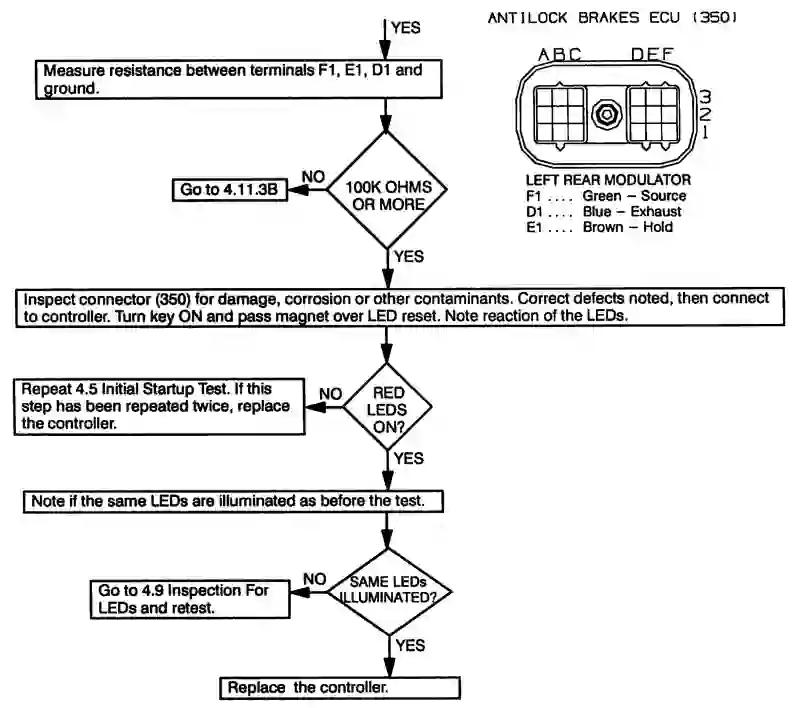 YES
ANTILOCK BRAKES ECU (350)
Measure resistance between terminals F1, E1, D1 and
ground.
ABC DEF
3
2
1
LEFT REAR MODULATOR
F1 .... Green – Source
D1 .... Blue – Exhaust
E1 .... Brown – Hold
100K OHMS
OR MORE
NO
Go to 4.11.3B
YES
Inspect connector (350) for damage, corrosion or other contaminants. Correct defects noted, then connect
to controller. Turn key ON and pass magnet over LED reset. Note reaction of the LEDs.
RED
LEDS
ON?
NO
Repeat 4.5 Initial Startup Test. If this
step has been repeated twice, replace
the controller.
YES
Note if the same LEDs are illuminated as before the test.
SAME LEDs
ILLUMINATED?
NO
Go to 4.9 Inspection For
LEDs and retest.
YES
Replace the controller.